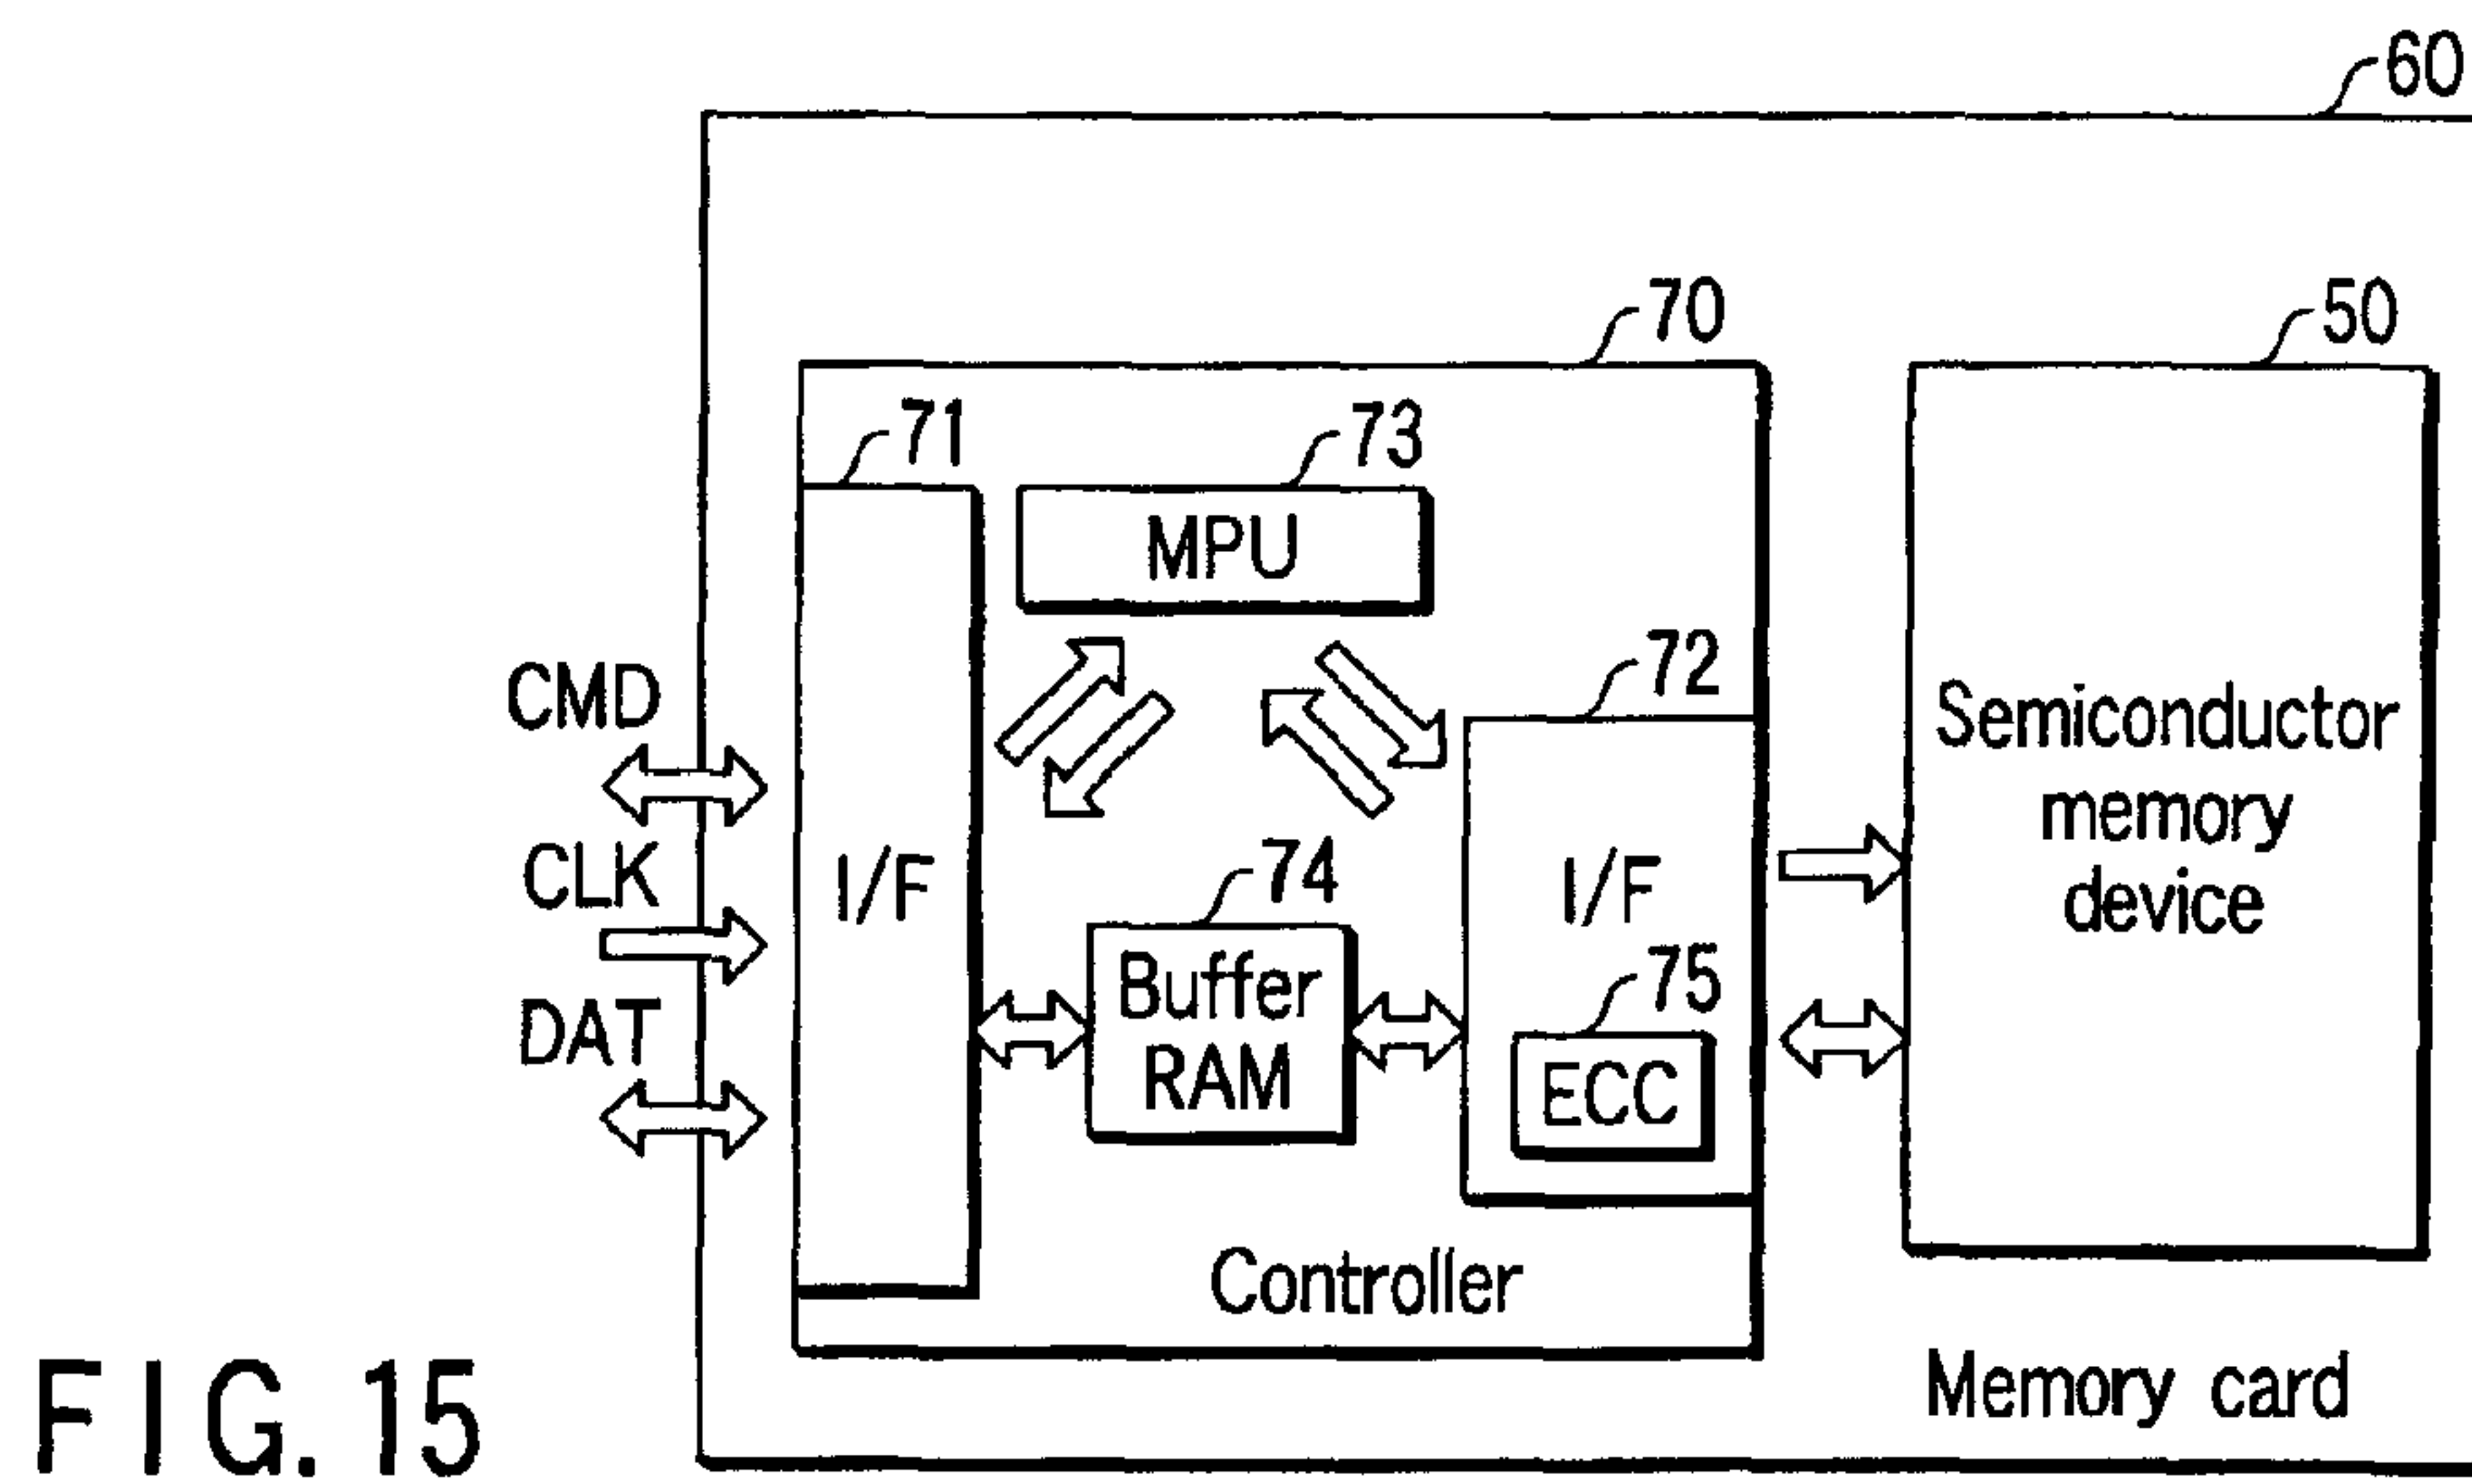 60
70
50
71
73
MPU
72
CMD
Semiconductor
memory
device
CLK
I/F
74
I/F
Buffer
RAM
75
ECC
DAT
Controller
Memory card
FIG. 15